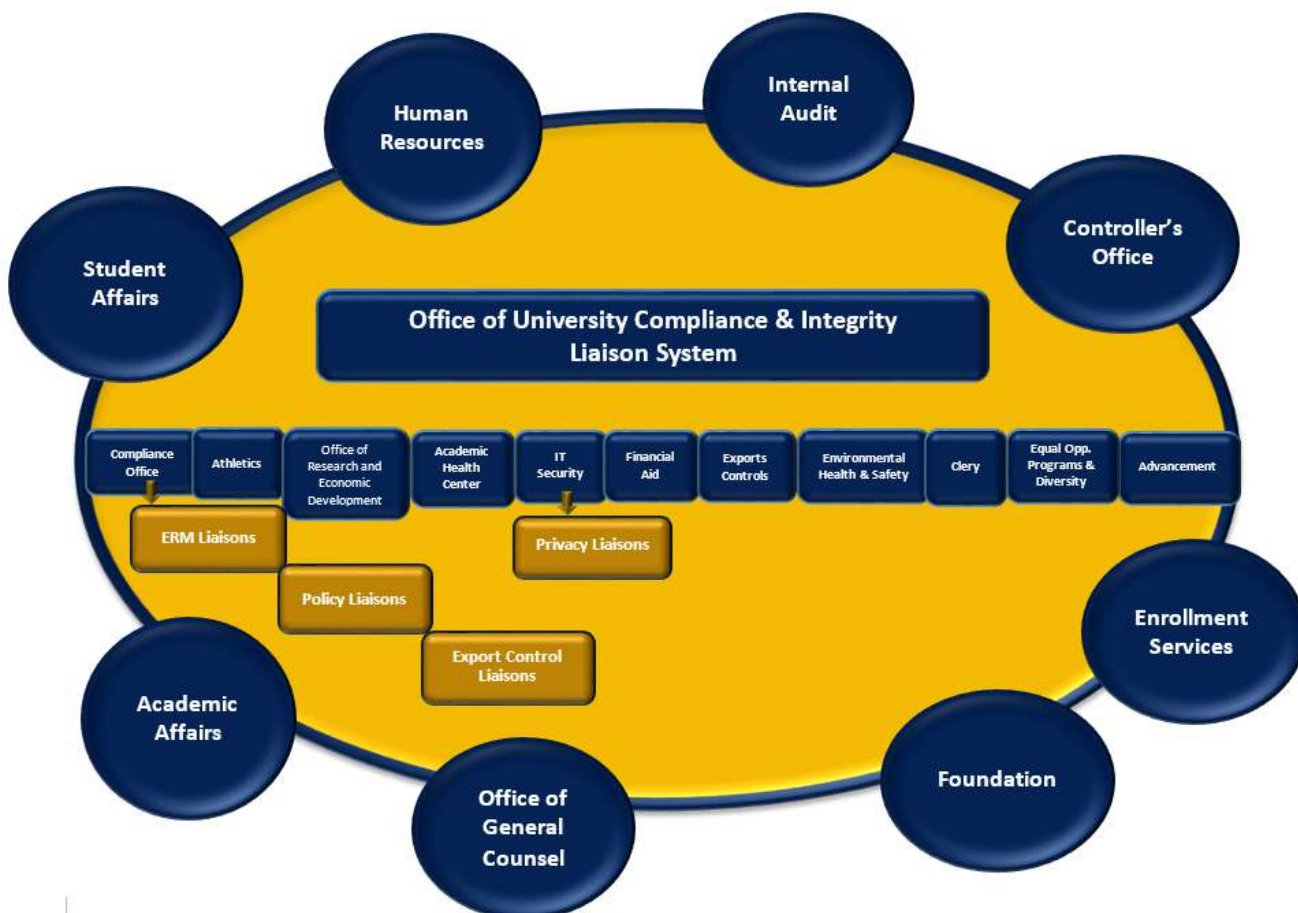 Human
Resources
Internal
Audit
Student
Affairs
Controller's
Office
Office of University Compliance & Integrity
Liaison System
Compliance
Office
Athletics
Office of
Research and
Economic
Development
Academic
Health
Center
IT
Security
Financial
Aid
Exports
Controls
Environmental
Health & Safety
Clery
Equal Opp.
Programs &
Diversity
Advancement
ERM Liaisons
Privacy Liaisons
Policy Liaisons
Export Control
Liaisons
Academic
Affairs
Enrollment
Services
Office of
General
Counsel
Foundation